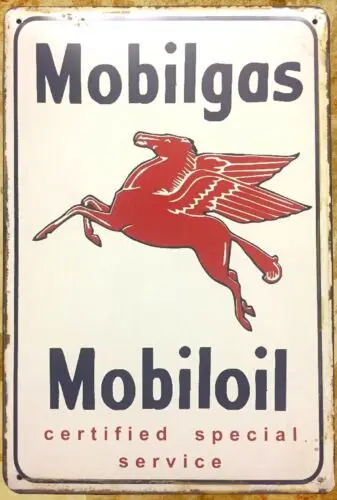 Mobilgas
Mobiloil
certified special
service